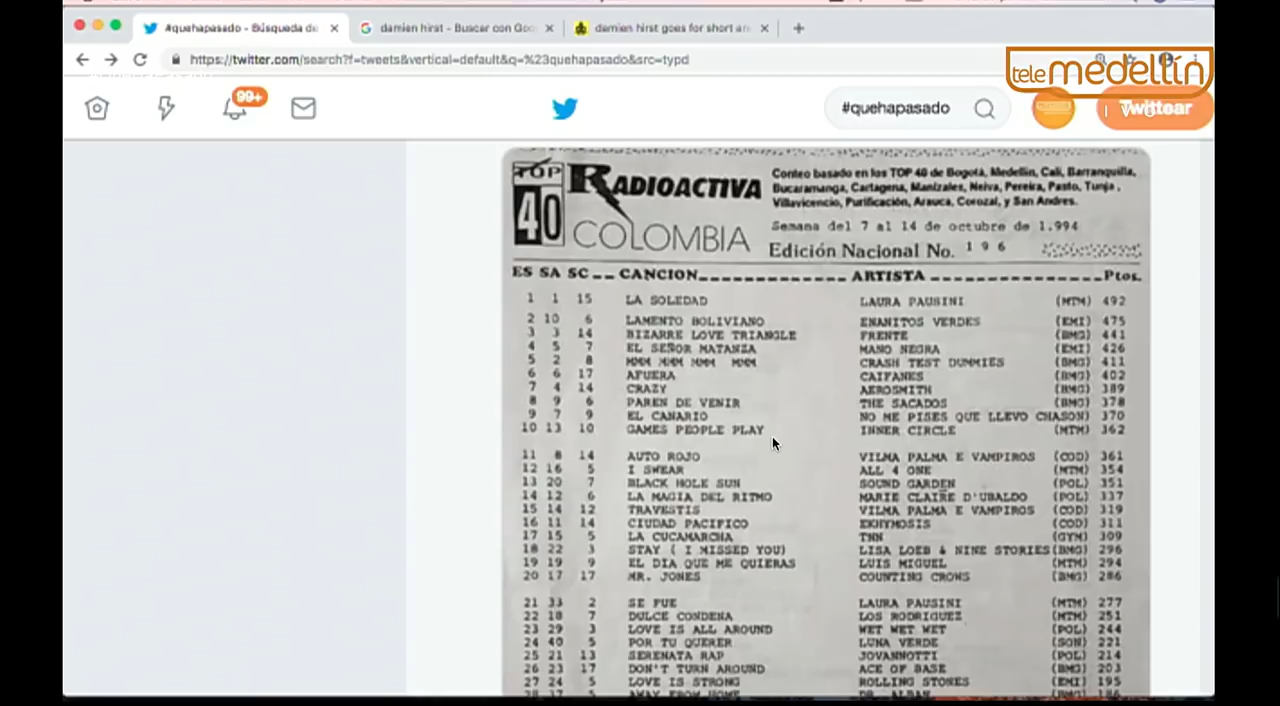 #quehapasado - Búsqueda de
damien hirst - Buscar con Goo
damien hirst goes for short an
https://twitter.com/search?f=tweets&vertical=default&q=%23quehapasado&src=typd
tele medellín
99+
#quehapasado
Twittear
TOP 40 RADIOACTIVA COLOMBIA
Conteo basado en los TOP 40 de Bogotá, Medellín, Cali, Barranquilla,
Bucaramanga, Cartagena, Manizales, Neiva, Pereira, Pasto, Tunja,
Villavicencio, Purificación, Arauca, Corozal, y San Andres.
Semana del 7 al 14 de octubre de 1.994
Edición Nacional No. 196
ES SA SC -- CANCION ------------- ARTISTA ---------------- Ptos.
1 1 15 LA SOLEDAD LAURA PAUSINI (MTM) 492
2 10 6 LAMENTO BOLIVIANO ENANITOS VERDES (EMI) 475
3 3 14 BIZARRE LOVE TRIANGLE FRENTE (BMG) 441
4 5 7 EL SEÑOR MATANZA MANO NEGRA (EMI) 426
5 2 8 MMM MMM MMM MMM CRASH TEST DUMMIES (BMG) 411
6 6 17 AFUERA CAIFANES (BMG) 402
7 4 14 CRAZY AEROSMITH (BMG) 389
8 9 6 PAREN DE VENIR THE SACADOS (BMG) 378
9 7 9 EL CANARIO NO ME PISES QUE LLEVO CHASON) 370
10 13 10 GAMES PEOPLE PLAY INNER CIRCLE (MTM) 362
11 8 14 AUTO ROJO VILMA PALMA E VAMPIROS (COD) 361
12 16 5 I SWEAR ALL 4 ONE (MTM) 354
13 20 7 BLACK HOLE SUN SOUND GARDEN (POL) 351
14 12 6 LA MAGIA DEL RITMO MARIE CLAIRE D'UBALDO (POL) 337
15 14 12 TRAVESTIS VILMA PALMA E VAMPIROS (COD) 319
16 11 14 CIUDAD PACIFICO EKHYMOSIS (COD) 311
17 15 5 LA CUCAMARCHA TNN (GYM) 309
18 22 3 STAY ( I MISSED YOU) LISA LOEB & NINE STORIES(BMG) 296
19 19 9 EL DIA QUE ME QUIERAS LUIS MIGUEL (MTM) 294
20 17 17 MR. JONES COUNTING CROWS (BMG) 286
21 33 2 SE FUE LAURA PAUSINI (MTM) 277
22 18 7 DULCE CONDENA LOS RODRIGUEZ (MTM) 251
23 29 3 LOVE IS ALL AROUND WET WET WET (POL) 244
24 40 5 POR TU QUERER LUNA VERDE (SON) 221
25 21 13 SERENATA RAP JOVANNOTTI (POL) 214
26 23 17 DON'T TURN AROUND ACE OF BASE (BMG) 203
27 24 5 LOVE IS STRONG ROLLING STONES (EMI) 195
28 37 5 AWAY FROM HOME DR. ALBAN (BMG) 186